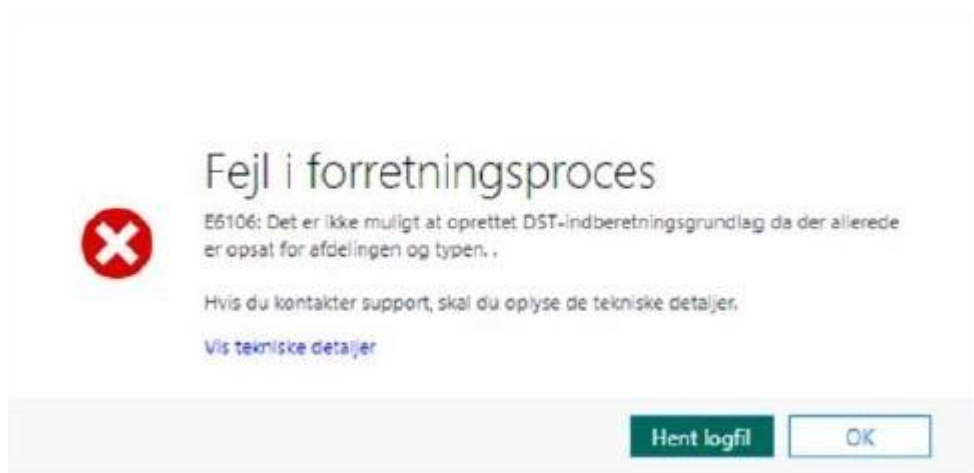 Fejl i forretningsproces
E6106: Det er ikke muligt at oprettet DST-indberetningsgrundlag da der allerede
er opsat for afdelingen og typen. .
Hvis du kontakter support, skal du oplyse de tekniske detaljer.
Vis tekniske detaljer
Hent logfil
OK